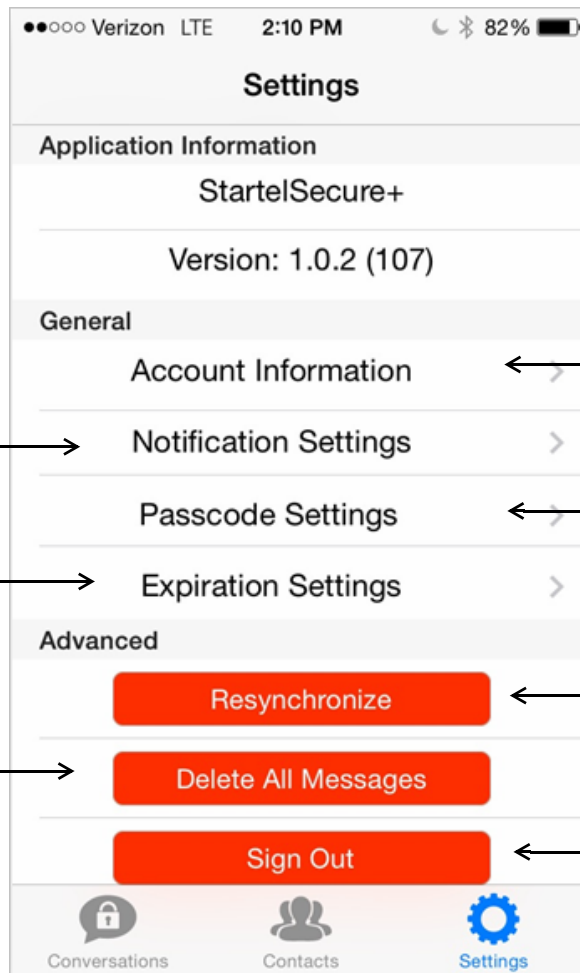 Verizon LTE 2:10 PM 82%
Settings
Application Information
StartelSecure+
Version: 1.0.2 (107)
General
Account Information
Notification Settings
Passcode Settings
Expiration Settings
Advanced
Resynchronize
Delete All Messages
Sign Out
Conversations Contacts Settings